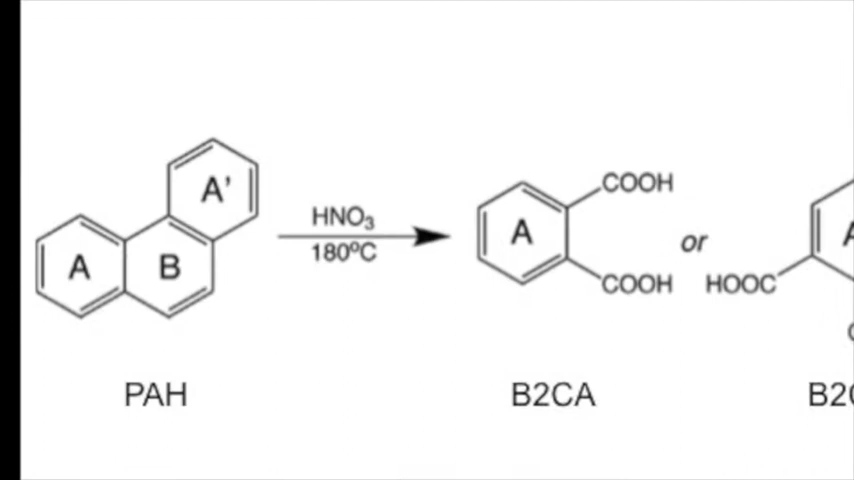 A'
A
B
HNO₃
180°C
PAH
COOH
A
COOH
B2CA
or
HOOC